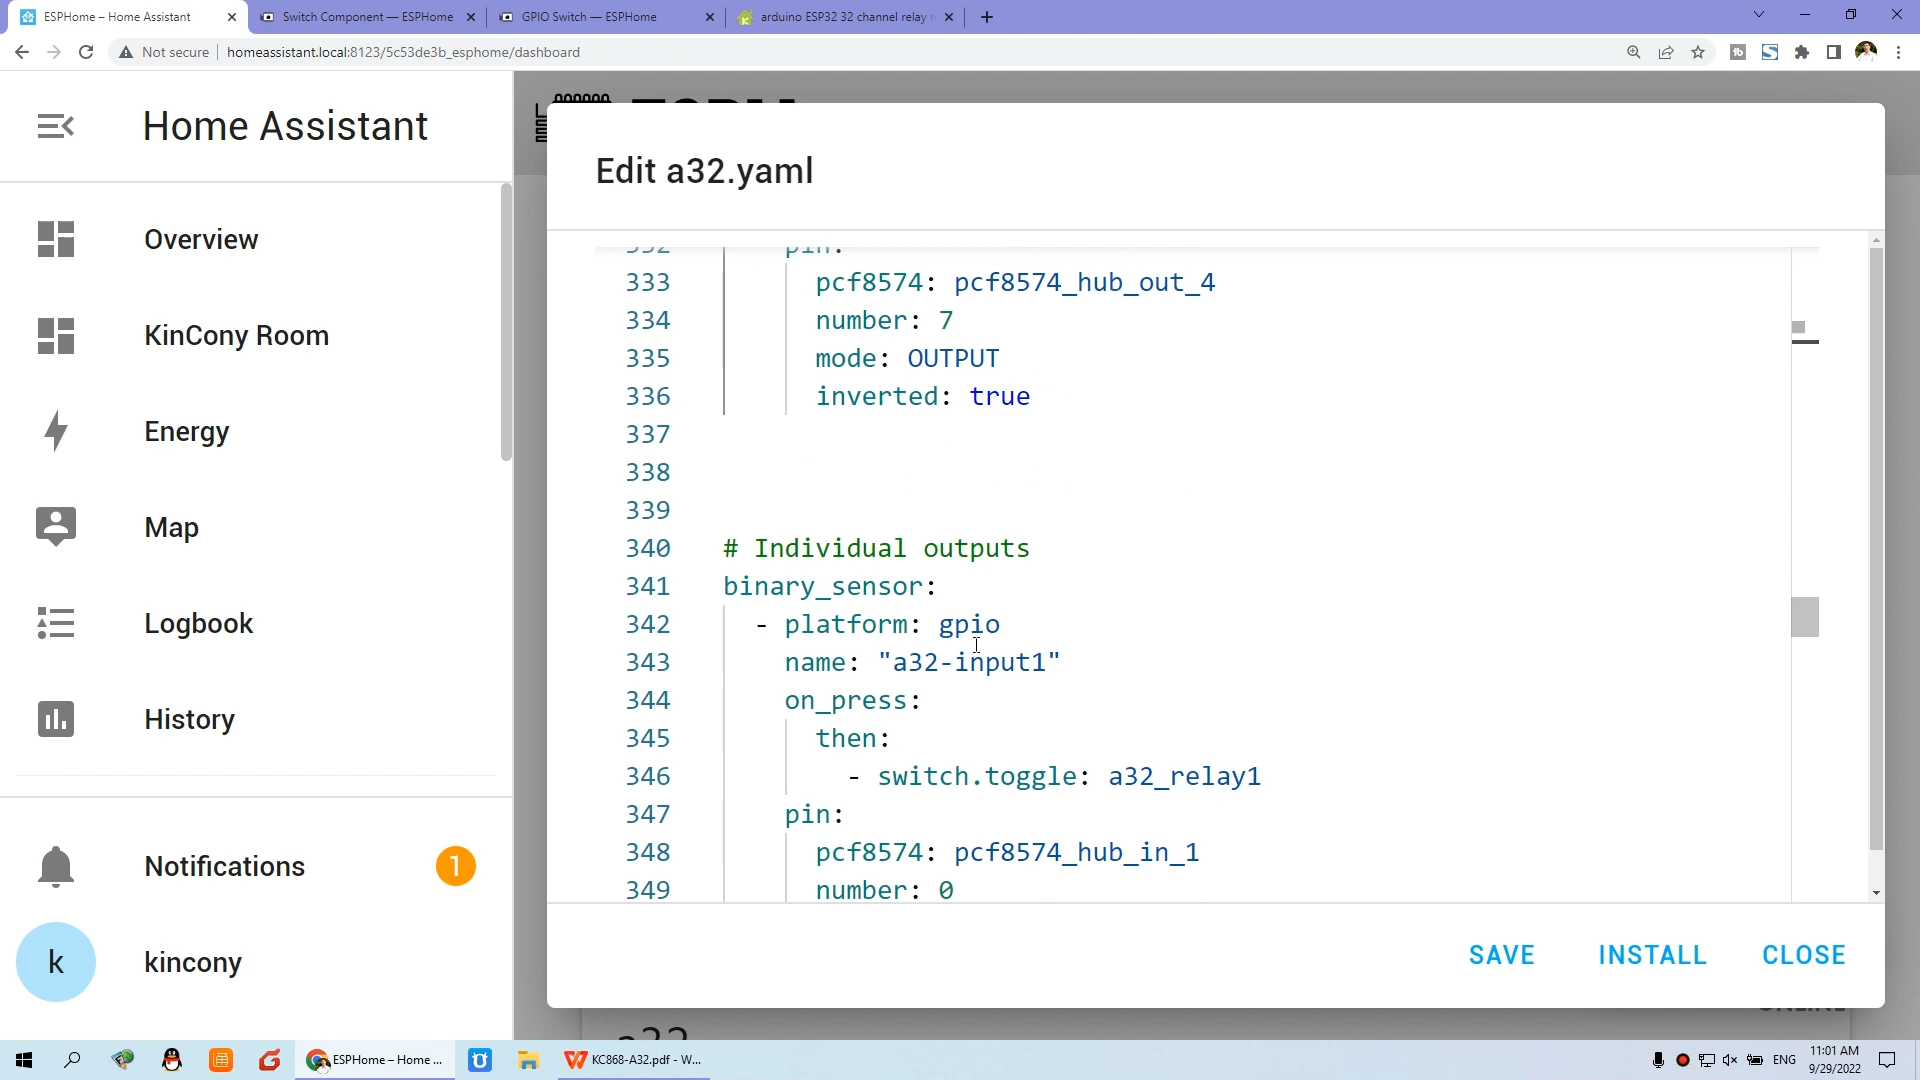 ESPHome – Home Assistant
Switch Component — ESPHome
GPIO Switch — ESPHome
arduino ESP32 32 channel relay
Not secure
homeassistant.local:8123/5c53de3b_esphome/dashboard
Home Assistant
Overview
KinCony Room
Energy
Map
Logbook
History
Notifications
1
k
kincony
Edit a32.yaml
332 pin:
333 pcf8574: pcf8574_hub_out_4
334 number: 7
335 mode: OUTPUT
336 inverted: true
337
338
339
340 # Individual outputs
341 binary_sensor:
342 - platform: gpio
343 name: "a32-input1"
344 on_press:
345 then:
346 - switch.toggle: a32_relay1
347 pin:
348 pcf8574: pcf8574_hub_in_1
349 number: 0
SAVE
INSTALL
CLOSE
a32
ESPHome – Home ...
KC868-A32.pdf - W...
ENG
11:01 AM
9/29/2022